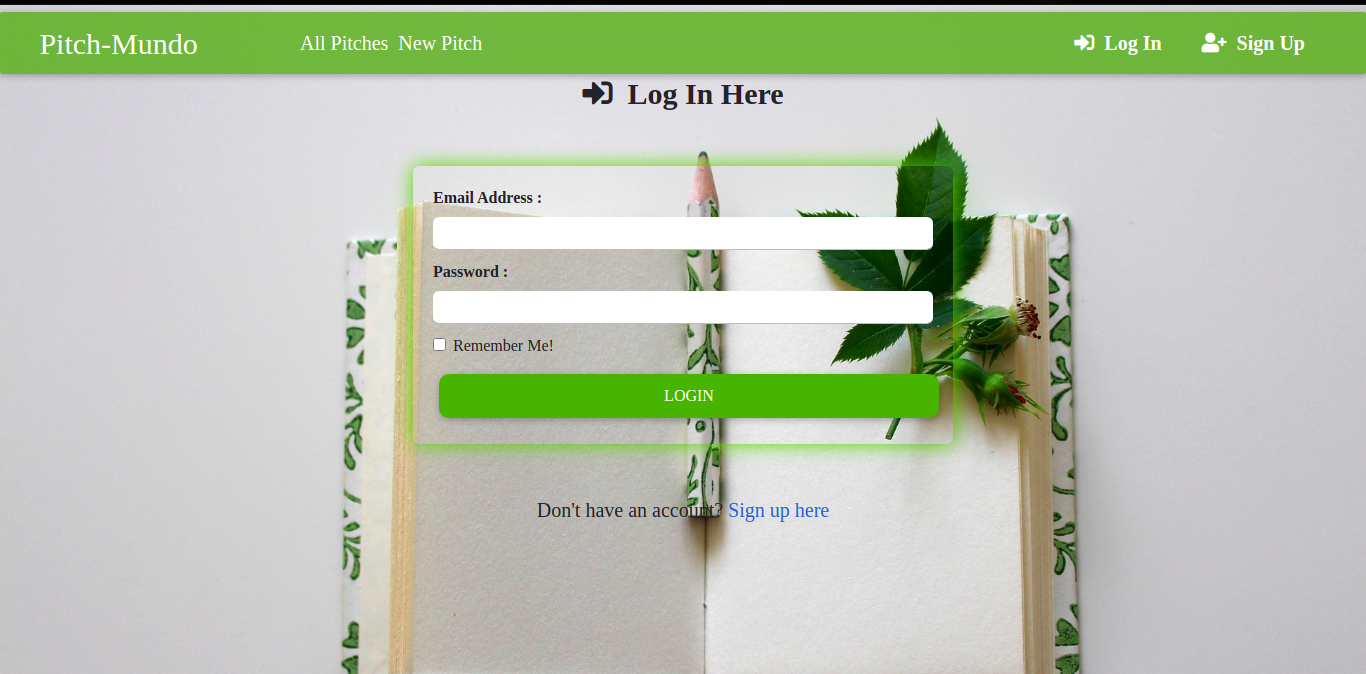 Pitch-Mundo All Pitches New Pitch Log In Sign Up
Log In Here
Email Address :
Password :
Remember Me!
LOGIN
Don't have an account? Sign up here